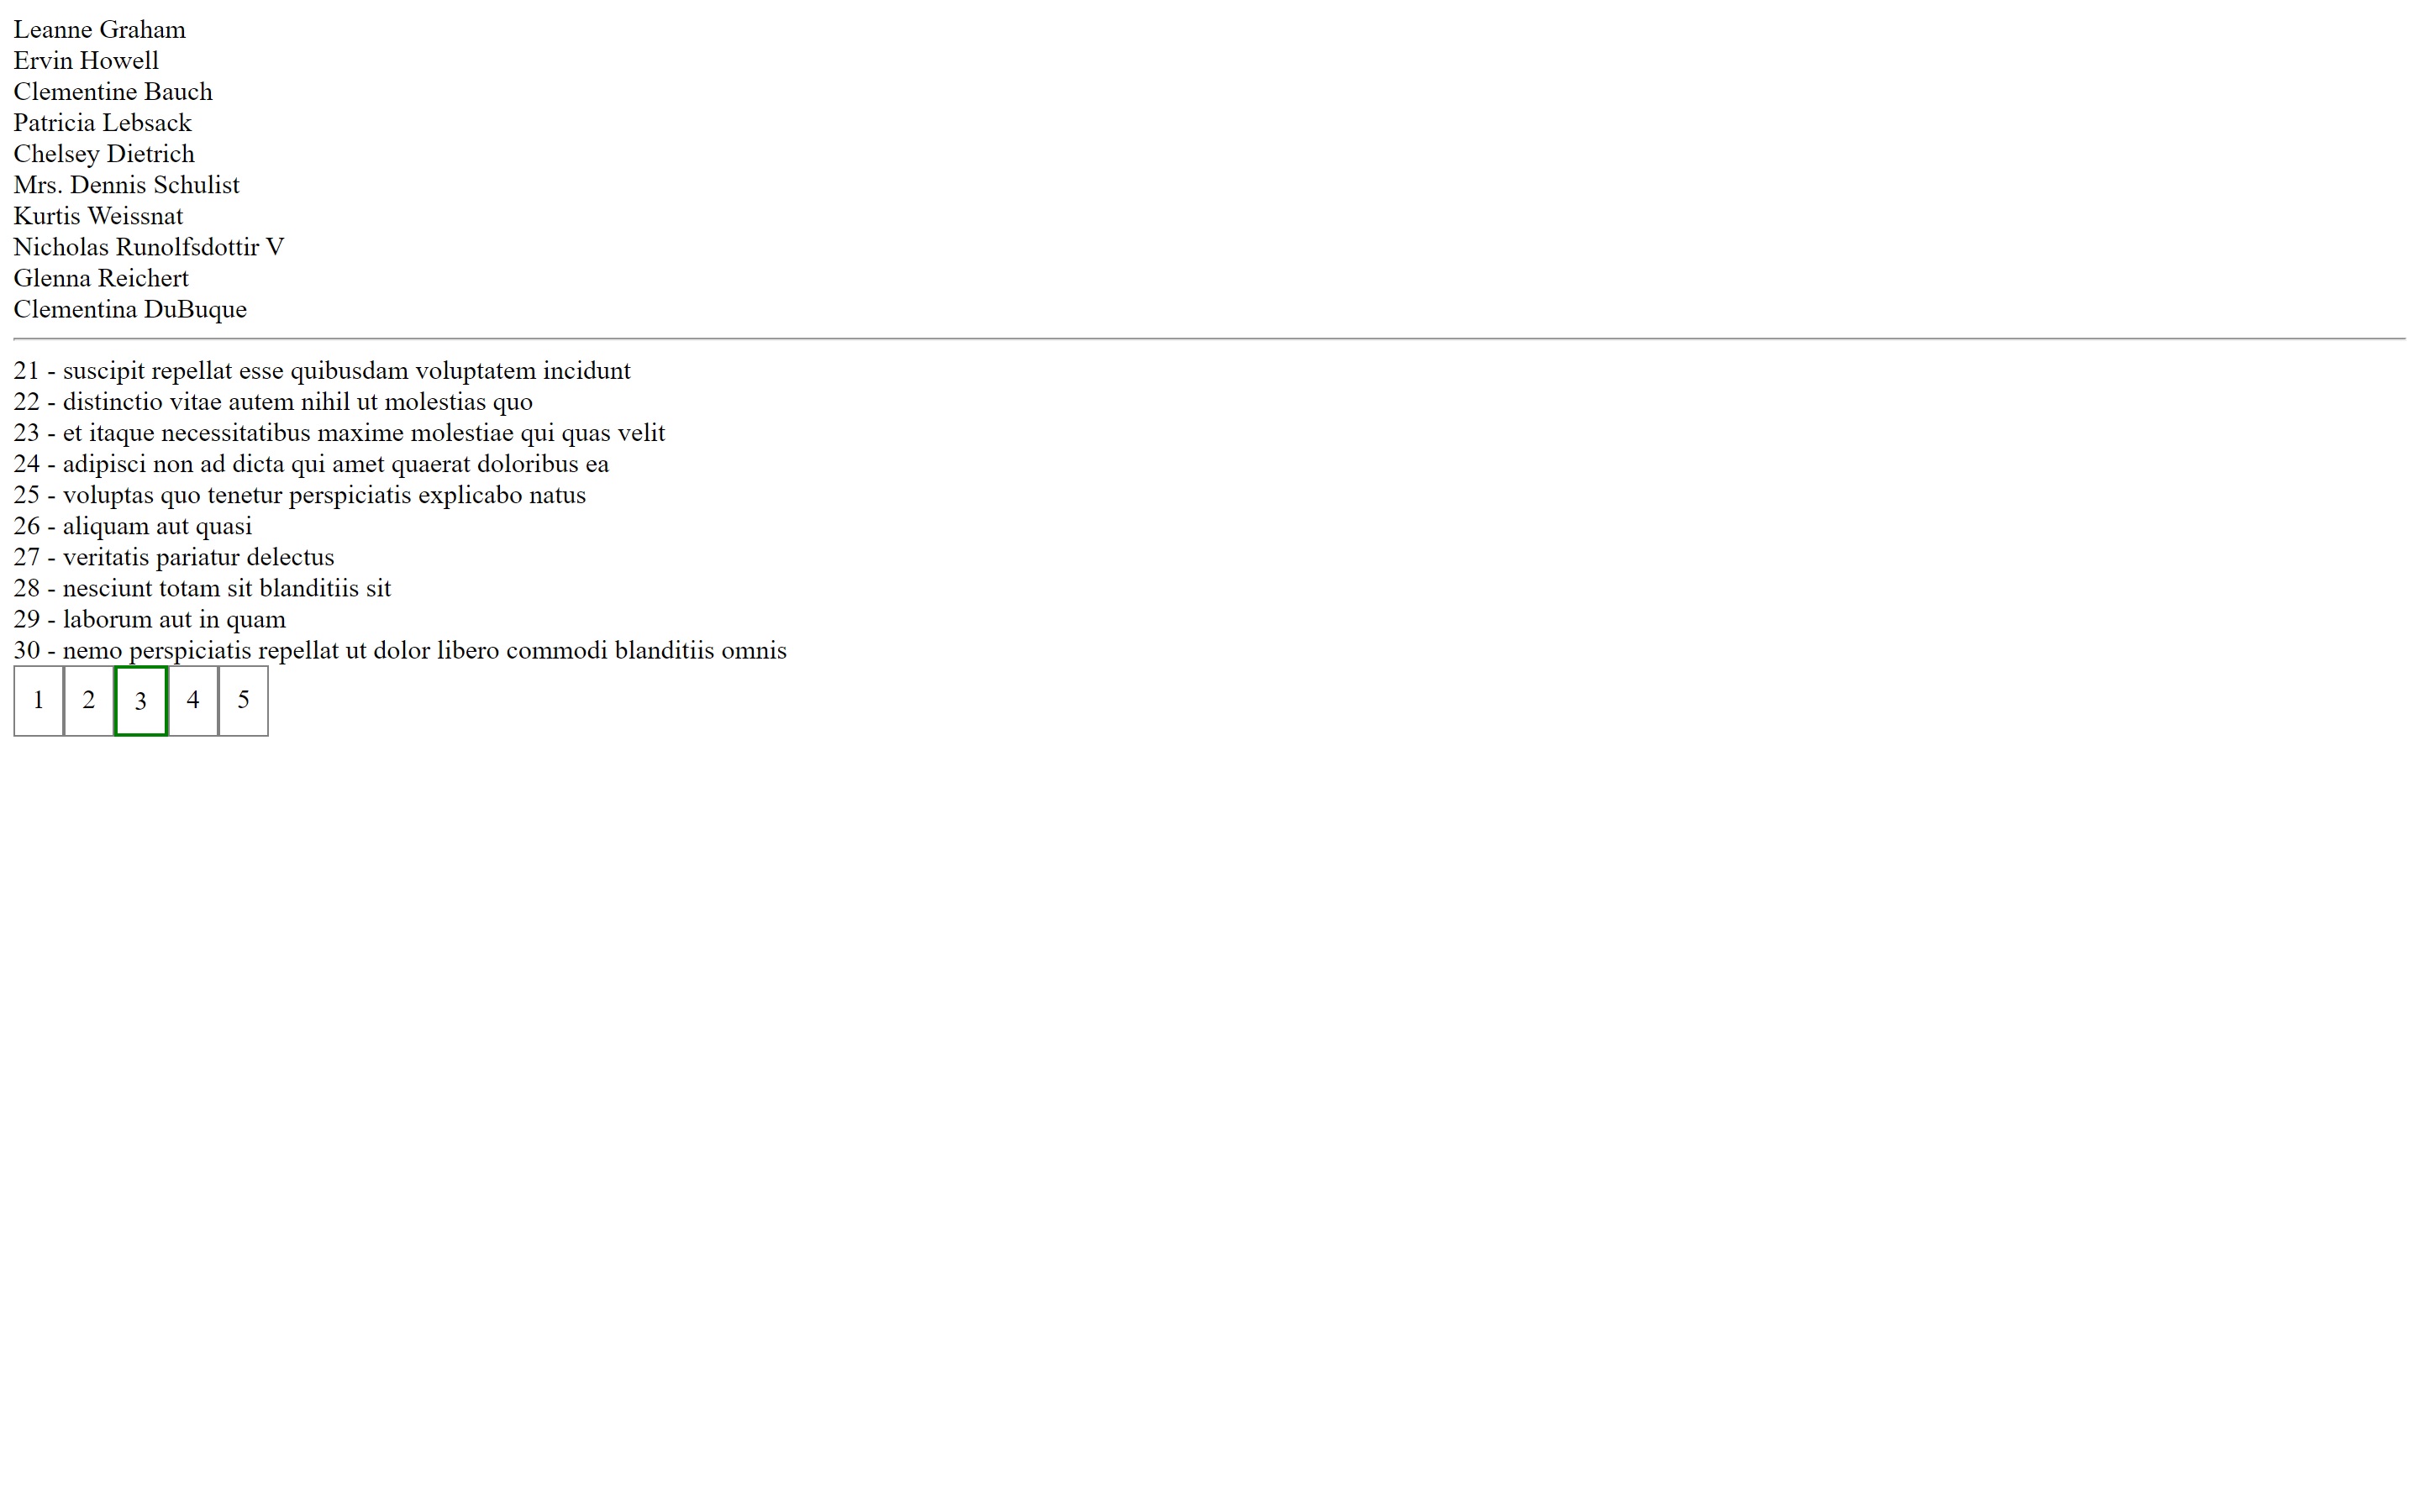 Leanne Graham
Ervin Howell
Clementine Bauch
Patricia Lebsack
Chelsey Dietrich
Mrs. Dennis Schulist
Kurtis Weissnat
Nicholas Runolfsdottir V
Glenna Reichert
Clementina DuBuque
21 - suscipit repellat esse quibusdam voluptatem incidunt
22 - distinctio vitae autem nihil ut molestias quo
23 - et itaque necessitatibus maxime molestiae qui quas velit
24 - adipisci non ad dicta qui amet quaerat doloribus ea
25 - voluptas quo tenetur perspiciatis explicabo natus
26 - aliquam aut quasi
27 - veritatis pariatur delectus
28 - nesciunt totam sit blanditiis sit
29 - laborum aut in quam
30 - nemo perspiciatis repellat ut dolor libero commodi blanditiis omnis
1 2 3 4 5